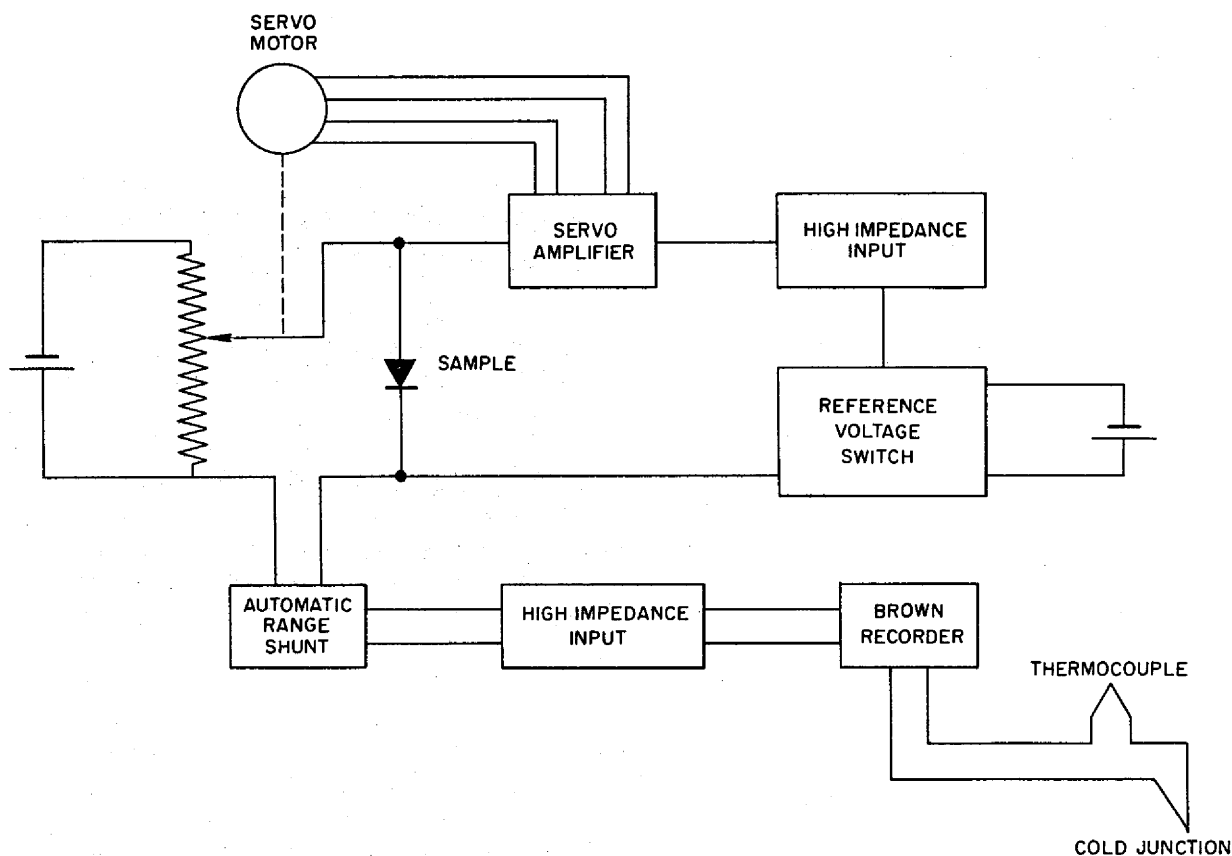 SERVO
MOTOR
SERVO
AMPLIFIER
HIGH IMPEDANCE
INPUT
SAMPLE
REFERENCE
VOLTAGE
SWITCH
AUTOMATIC
RANGE
SHUNT
HIGH IMPEDANCE
INPUT
BROWN
RECORDER
THERMOCOUPLE
COLD JUNCTION